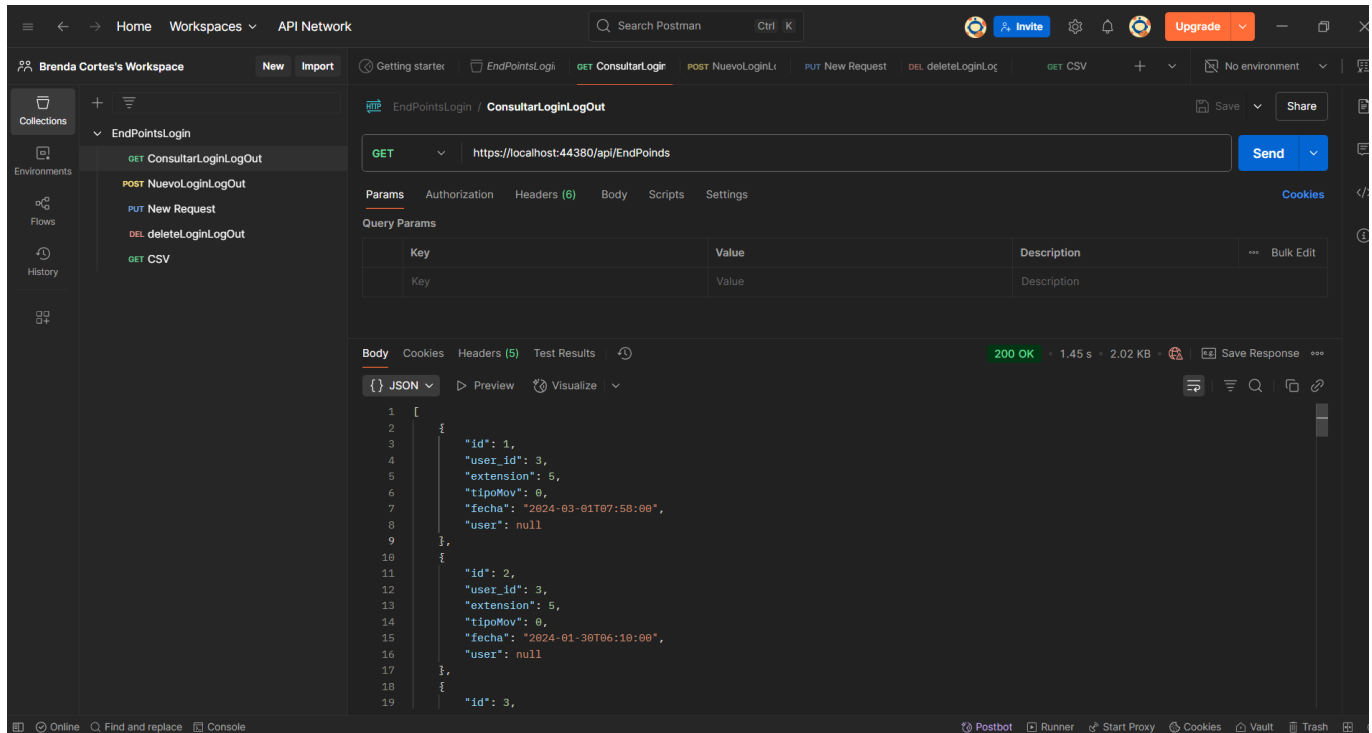 Home Workspaces API Network Search Postman Ctrl K Invite Upgrade
Brenda Cortes's Workspace New Import Getting started EndPointsLogi GET ConsultarLogin POST NuevoLoginL PUT New Request DEL deleteLoginLog GET CSV No environment
Collections
Environments
Flows
History
EndPointsLogin
GET ConsultarLoginLogOut
POST NuevoLoginLogOut
PUT New Request
DEL deleteLoginLogOut
GET CSV
HTTP EndPointsLogin / ConsultarLoginLogOut Save Share
GET https://localhost:44380/api/EndPoinds Send
Params Authorization Headers (6) Body Scripts Settings Cookies
Query Params
Key Value Description Bulk Edit
Key Value Description
Body Cookies Headers (5) Test Results 200 OK 1.45 s 2.02 KB e.g. Save Response
{} JSON Preview Visualize
1 [
2 {
3 "id": 1,
4 "user_id": 3,
5 "extension": 5,
6 "tipoMov": 0,
7 "fecha": "2024-03-01T07:58:00",
8 "user": null
9 },
10 {
11 "id": 2,
12 "user_id": 3,
13 "extension": 5,
14 "tipoMov": 0,
15 "fecha": "2024-01-30T06:10:00",
16 "user": null
17 },
18 {
19 "id": 3,
Online Find and replace Console Postbot Runner Start Proxy Cookies Vault Trash